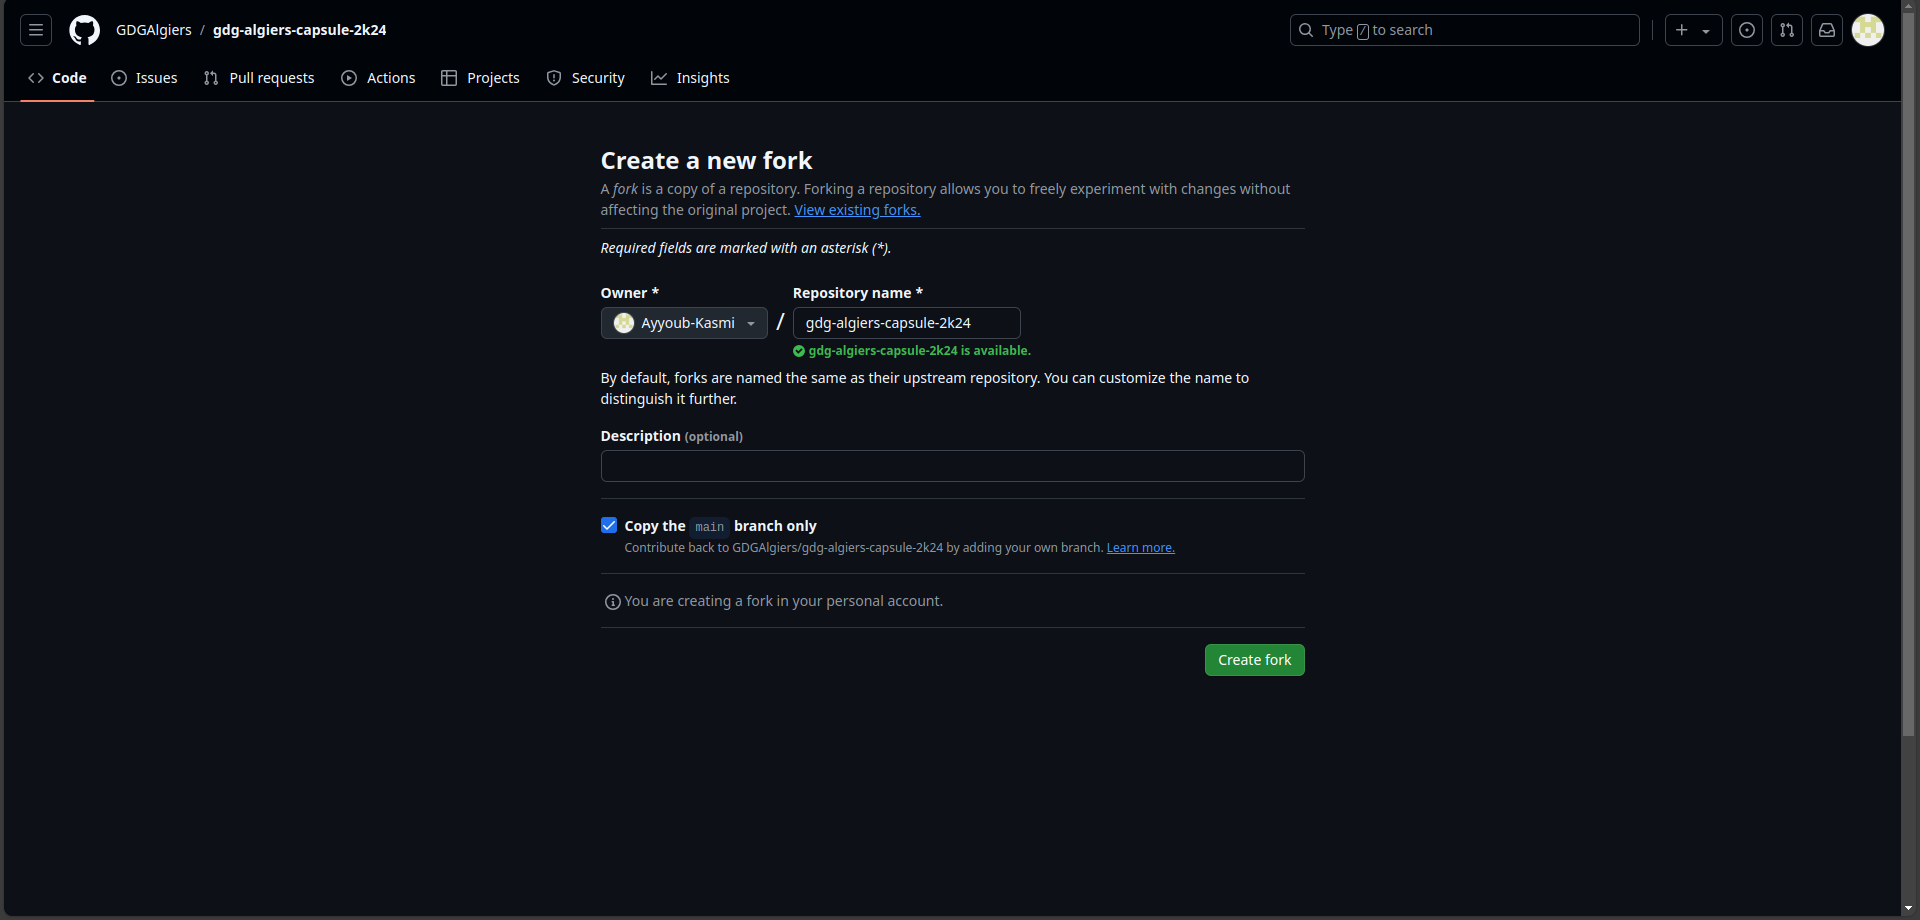 GDGAlgiers / gdg-algiers-capsule-2k24
Type / to search
Code Issues Pull requests Actions Projects Security Insights
Create a new fork
A fork is a copy of a repository. Forking a repository allows you to freely experiment with changes without
affecting the original project. View existing forks.
Required fields are marked with an asterisk (*).
Owner * Repository name *
Ayyoub-Kasmi / gdg-algiers-capsule-2k24
gdg-algiers-capsule-2k24 is available.
By default, forks are named the same as their upstream repository. You can customize the name to
distinguish it further.
Description (optional)
Copy the main branch only
Contribute back to GDGAlgiers/gdg-algiers-capsule-2k24 by adding your own branch. Learn more.
You are creating a fork in your personal account.
Create fork